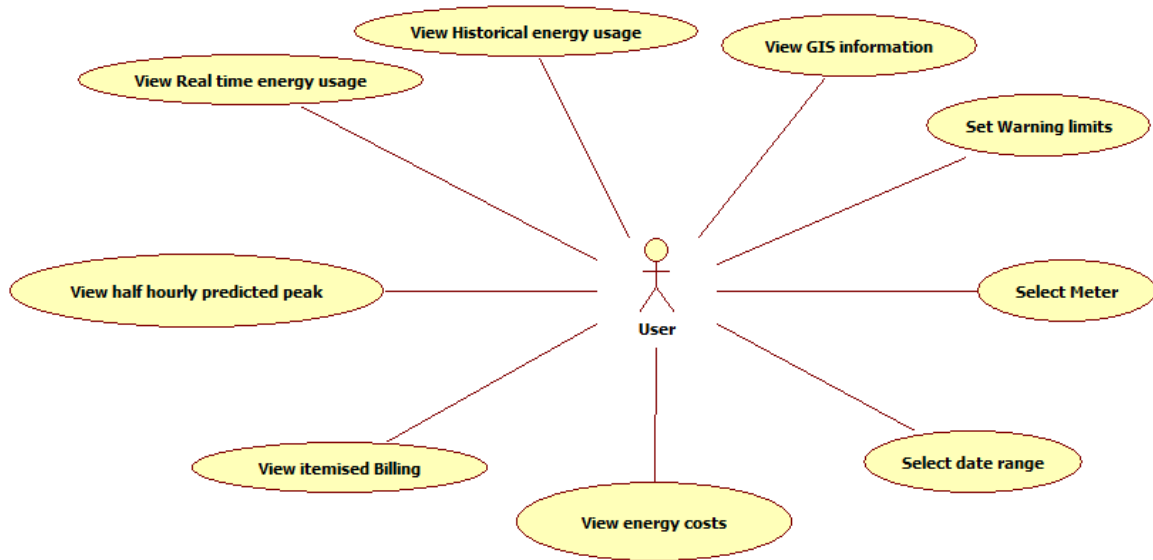 View Historical energy usage
View GIS information
View Real time energy usage
Set Warning limits
View half hourly predicted peak
Select Meter
User
View itemised Billing
Select date range
View energy costs